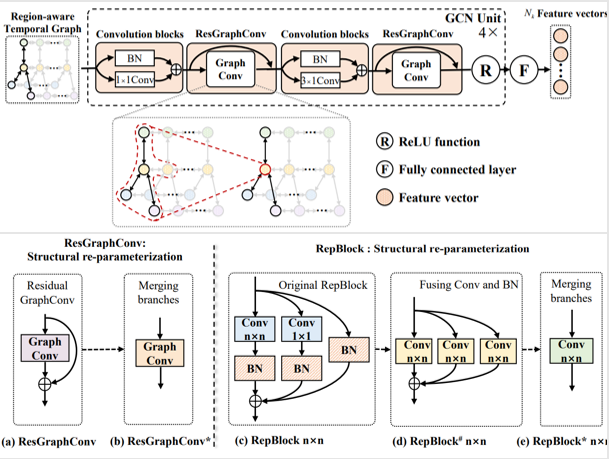 Region-aware
Temporal Graph
GCN Unit
4×
Nₖ Feature vectors
Convolution blocks
ResGraphConv
Convolution blocks
ResGraphConv
BN
1×1Conv
Graph
Conv
BN
3×1Conv
Graph
Conv
R
F
R ReLU function
F Fully connected layer
Feature vector
ResGraphConv:
Structural re-parameterization
RepBlock : Structural re-parameterization
Residual
GraphConv
Graph
Conv
Merging
branches
Graph
Conv
Original RepBlock
Conv
n×n
Conv
1×1
BN
BN
BN
Fusing Conv and BN
Conv
n×n
Conv
n×n
Conv
n×n
Merging
branches
Conv
n×n
(a) ResGraphConv
(b) ResGraphConv*
(c) RepBlock n×n
(d) RepBlock# n×n
(e) RepBlock* n×n